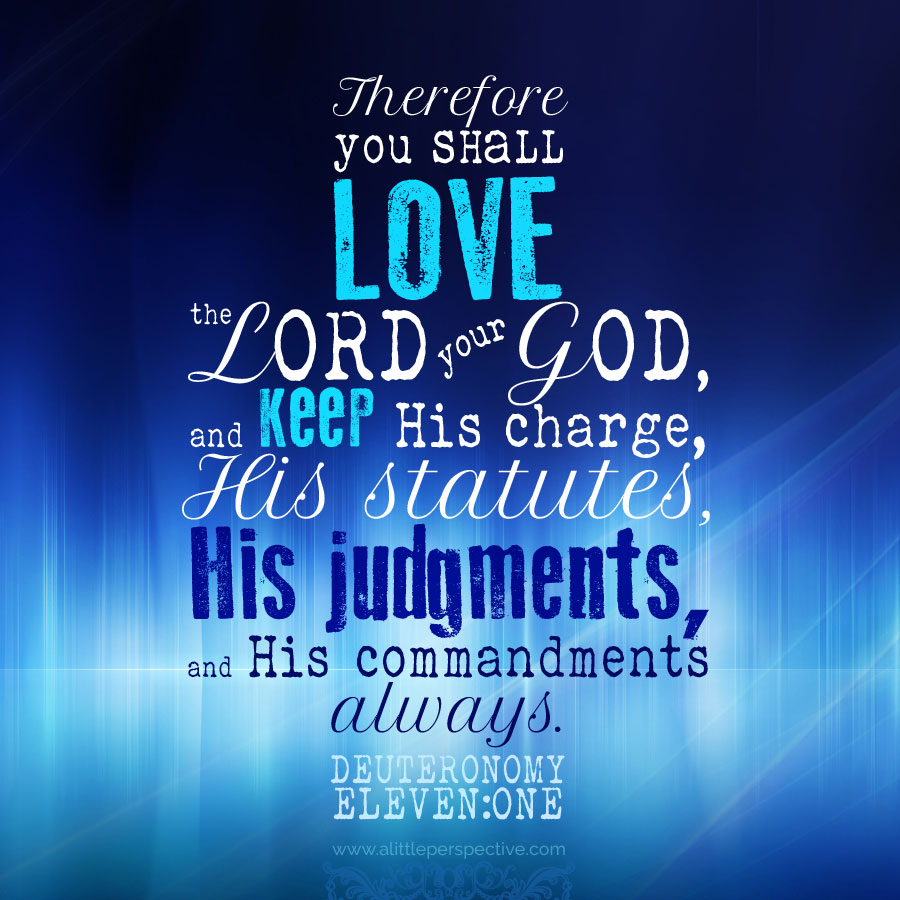 Therefore
you SHaLL
LOVE
the LORD your GOD,
and KeeP His charge,
His statutes,
His judgments,
and His commandments
always.
DEUTERONOMY
ELEVEN:ONE
www.alittleperspective.com